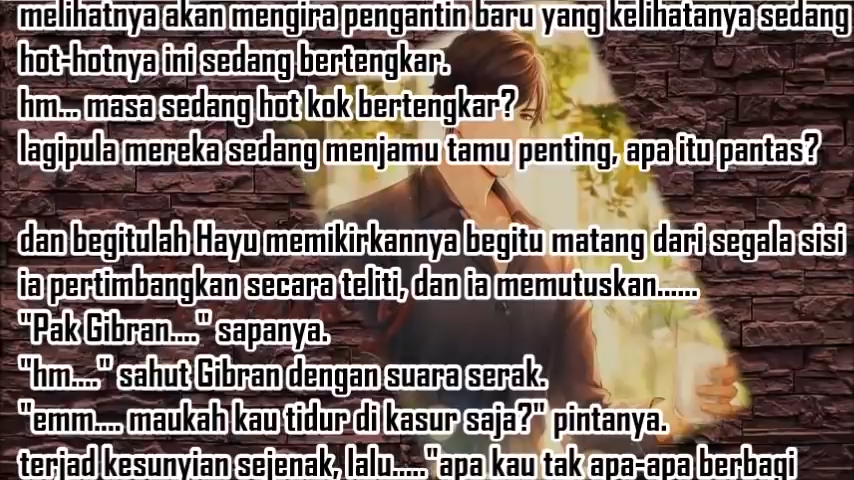 melihatnya akan mengira pengantin baru yang kelihatanya sedang
hot-hotnya ini sedang bertengkar.
hm... masa sedang hot kok bertengkar?
lagipula mereka sedang menjamu tamu penting, apa itu pantas?
dan begitulah Hayu memikirkannya begitu matang dari segala sisi
ia pertimbangkan secara teliti, dan ia memutuskan......
"Pak Gibran...." sapanya.
"hm...." sahut Gibran dengan suara serak.
"emm.... maukah kau tidur di kasur saja?" pintanya.
terjad kesunyian sejenak, lalu....."apa kau tak apa-apa berbagi